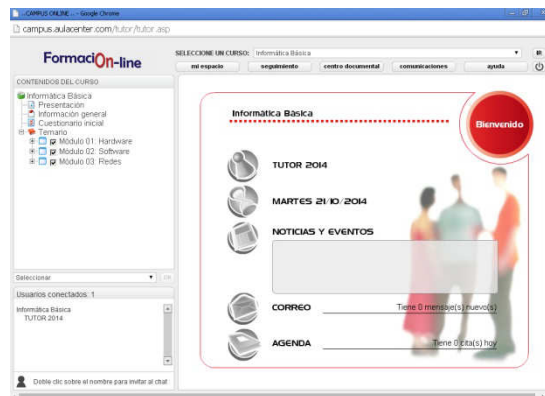 ...CAMPUS ONLINE... - Google Chrome
campus.aulacenter.com/tutor/tutor.asp
FormaciOn-line
SELECCIONE UN CURSO: Informática Básica
IR
mi espacio seguimiento centro documental comunicaciones ayuda
CONTENIDOS DEL CURSO
Informática Básica
Presentación
Información general
Cuestionario inicial
Temario
Módulo 01: Hardware
Módulo 02: Software
Módulo 03: Redes
Seleccionar
Usuarios conectados: 1
Informática Básica
TUTOR 2014
Doble clic sobre el nombre para invitar al chat
Informática Básica
Bienvenido
TUTOR 2014
MARTES 21/10/2014
NOTICIAS Y EVENTOS
CORREO Tiene 0 mensaje(s) nuevo(s)
AGENDA Tiene 0 cita(s) hoy